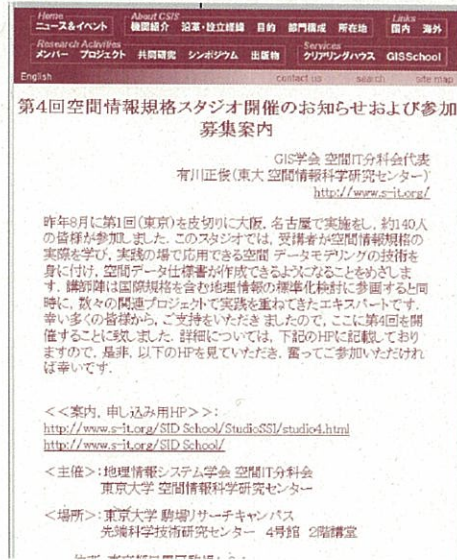 Home About CSIS Links
ニュース&イベント 機関紹介 沿革・設立経緯 目的 部門構成 所在地 国内 海外
Research Activities Services
メンバー プロジェクト 共同研究 シンポジウム 出版物 クリアリングハウス GISSchool
English contact us search site map
第4回空間情報規格スタジオ開催のお知らせおよび参加
募集案内
GIS学会 空間IT分科会代表
有川正俊(東大 空間情報科学研究センター)
http://www.s-it.org/
昨年8月に第1回(東京)を皮切りに大阪, 名古屋で実施をし, 約140人
の皆様が参加しました. このスタジオでは, 受講者が空間情報規格の
実際を学び, 実践の場で応用できる空間 データモデリングの技術を
身に付け, 空間データ仕様書が作成できるようになることをめざしま
す. 講師陣は国際規格を含む地理情報の標準化検討に参画すると同
時に, 数々の関連プロジェクトで実践を重ねてきたエキスパートです.
幸い多くの皆様から, ご支持をいただき ましたので, ここに第4回を開
催することに致しました. 詳細については, 下記のHPに記載しており
ますので, 是非, 以下のHPを見ていただき, 奮ってご参加いただけれ
ば幸いです.
<<案内, 申し込み用HP>>:
http://www.s-it.org/SID School/StudioSSI/studio4.html
http://www.s-it.org/SID School/
<主催>:地理情報システム学会 空間IT分科会
東京大学 空間情報科学研究センター
<場所>:東京大学 駒場リサーチキャンパス
先端科学技術研究センター 4号館 2階講堂